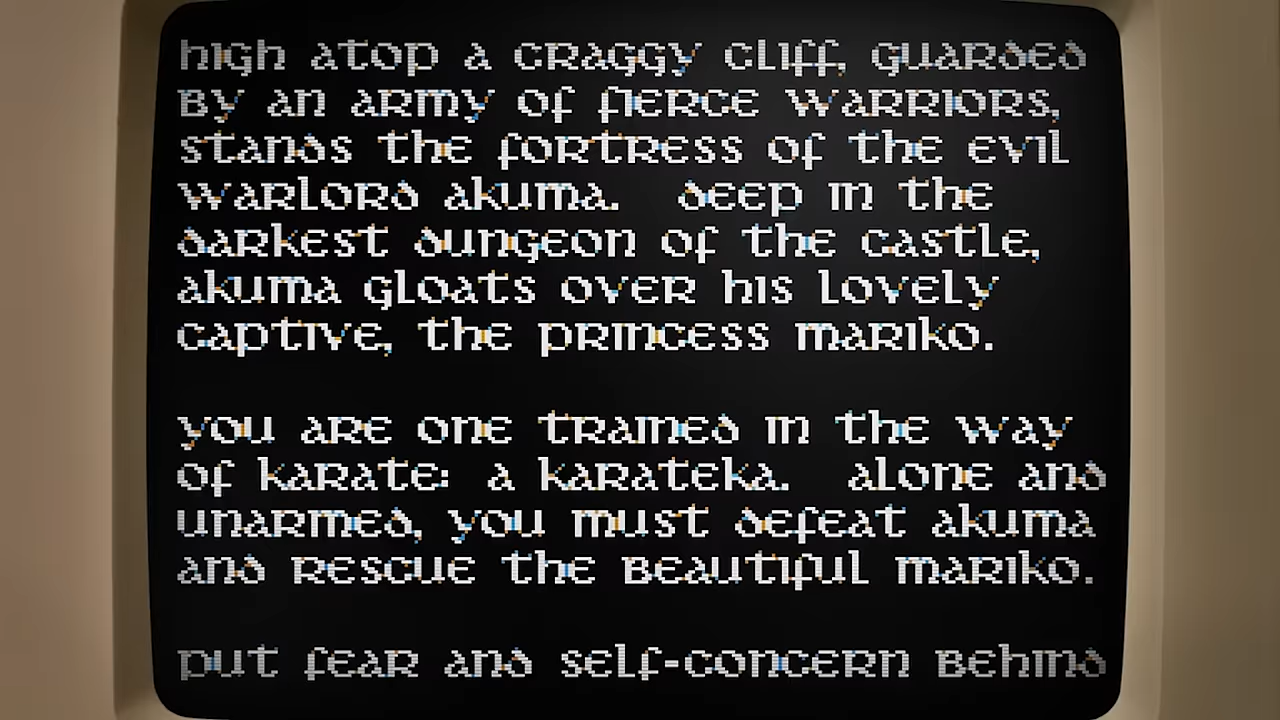 high atop a craggy cliff, guarded
by an army of fierce warriors,
stands the fortress of the evil
warlord akuma.  deep in the
darkest dungeon of the castle,
akuma gloats over his lovely
captive, the princess mariko.
you are one trained in the way
of karate:  a karateka.  alone and
unarmed, you must defeat akuma
and rescue the beautiful mariko.
put fear and self-concern behind